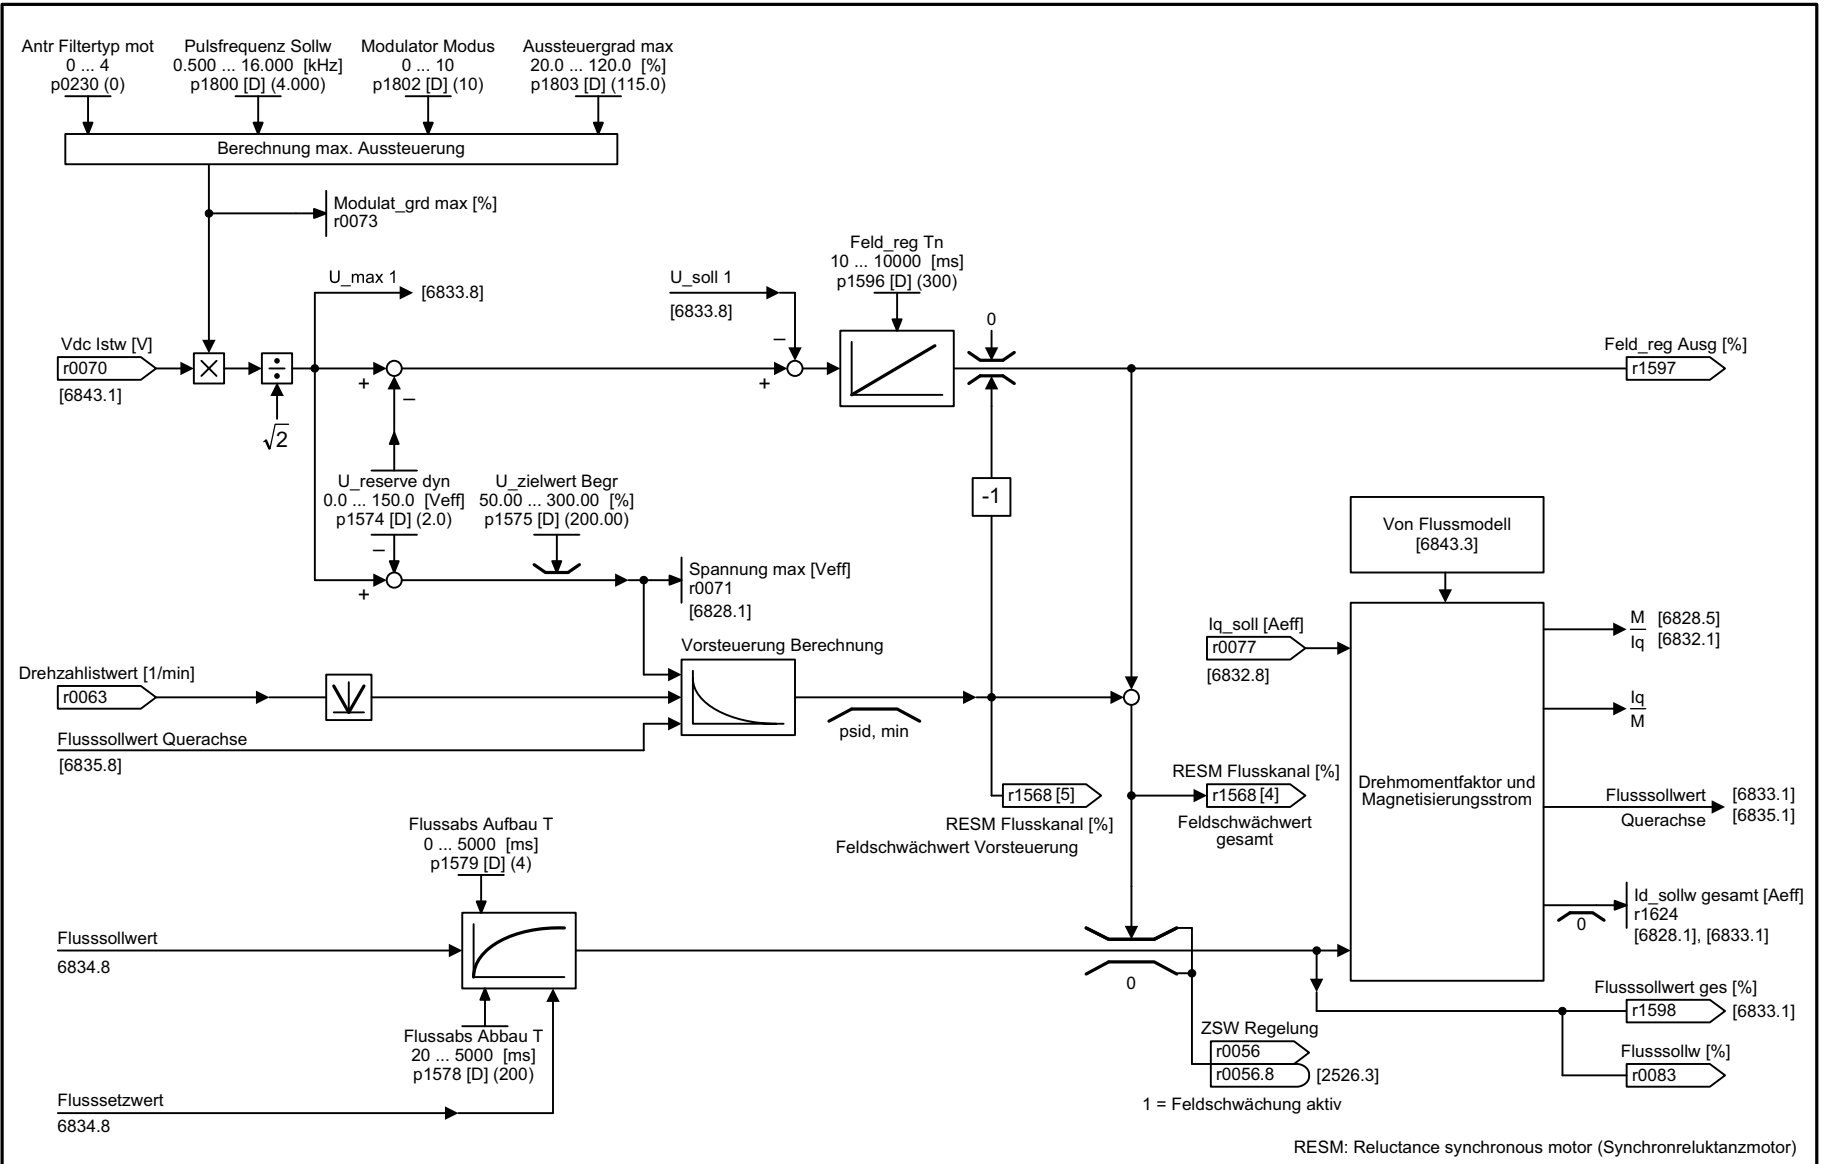 Antr Filtertyp mot
0 ... 4
p0230 (0)
Pulsfrequenz Sollw
0.500 ... 16.000 [kHz]
p1800 [D] (4.000)
Modulator Modus
0 ... 10
p1802 [D] (10)
Aussteuergrad max
20.0 ... 120.0 [%]
p1803 [D] (115.0)
Berechnung max. Aussteuerung
Modulat_grd max [%]
r0073
U_max 1
[6833.8]
U_soll 1
[6833.8]
Feld_reg Tn
10 ... 10000 [ms]
p1596 [D] (300)
0
Vdc Istw [V]
r0070
[6843.1]
×
÷
√2
+
–
+
–
Feld_reg Ausg [%]
r1597
U_reserve dyn
0.0 ... 150.0 [Veff]
p1574 [D] (2.0)
–
+
U_zielwert Begr
50.00 ... 300.00 [%]
p1575 [D] (200.00)
-1
Spannung max [Veff]
r0071
[6828.1]
Von Flussmodell
[6843.3]
Vorsteuerung Berechnung
Drehzahlistwert [1/min]
r0063
Flusssollwert Querachse
[6835.8]
psid, min
Iq_soll [Aeff]
r0077
[6832.8]
M
Iq
[6828.5]
[6832.1]
Iq
M
Drehmomentfaktor und
Magnetisierungsstrom
r1568 [5]
RESM Flusskanal [%]
Feldschwächwert Vorsteuerung
RESM Flusskanal [%]
r1568 [4]
Feldschwächwert
gesamt
Flusssollwert
Querachse
[6833.1]
[6835.1]
Flussabs Aufbau T
0 ... 5000 [ms]
p1579 [D] (4)
0
Id_sollw gesamt [Aeff]
r1624
[6828.1], [6833.1]
Flusssollwert
6834.8
0
Flusssollwert ges [%]
r1598
[6833.1]
Flussabs Abbau T
20 ... 5000 [ms]
p1578 [D] (200)
ZSW Regelung
r0056
r0056.8
[2526.3]
1 = Feldschwächung aktiv
Flusssollw [%]
r0083
Flusssetzwert
6834.8
RESM: Reluctance synchronous motor (Synchronreluktanzmotor)